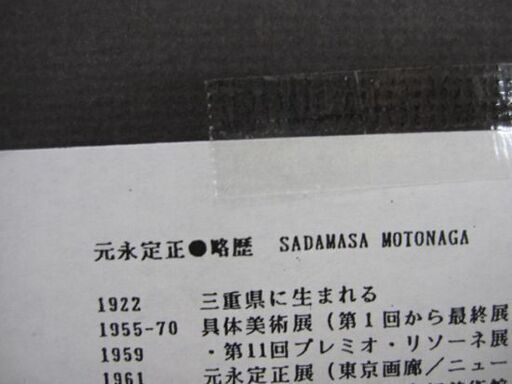 元永定正●略歴 SADAMASA MOTONAGA
1922 三重県に生まれる
1955-70 具体美術展（第１回から最終展
1959 ・第11回プレミオ・リソーネ展
1961 元永定正展（東京画廊／ニュー